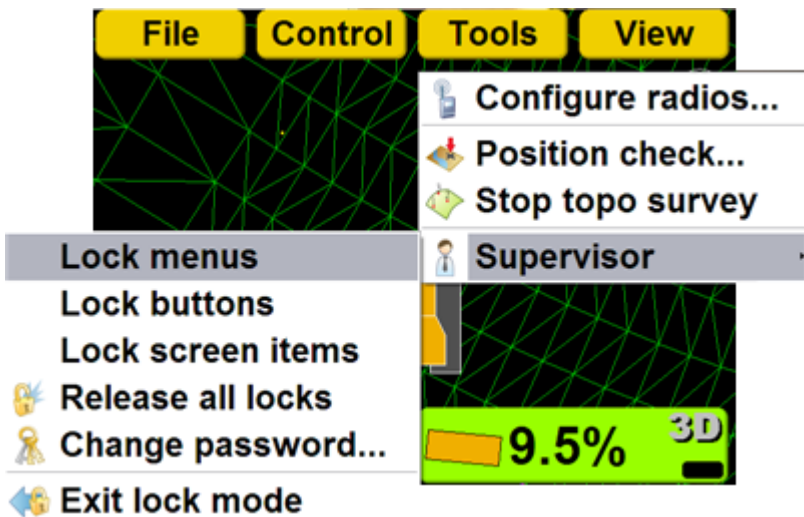 File Control Tools View
Configure radios...
Position check...
Stop topo survey
Supervisor
Lock menus
Lock buttons
Lock screen items
Release all locks
Change password...
Exit lock mode
9.5% 3D